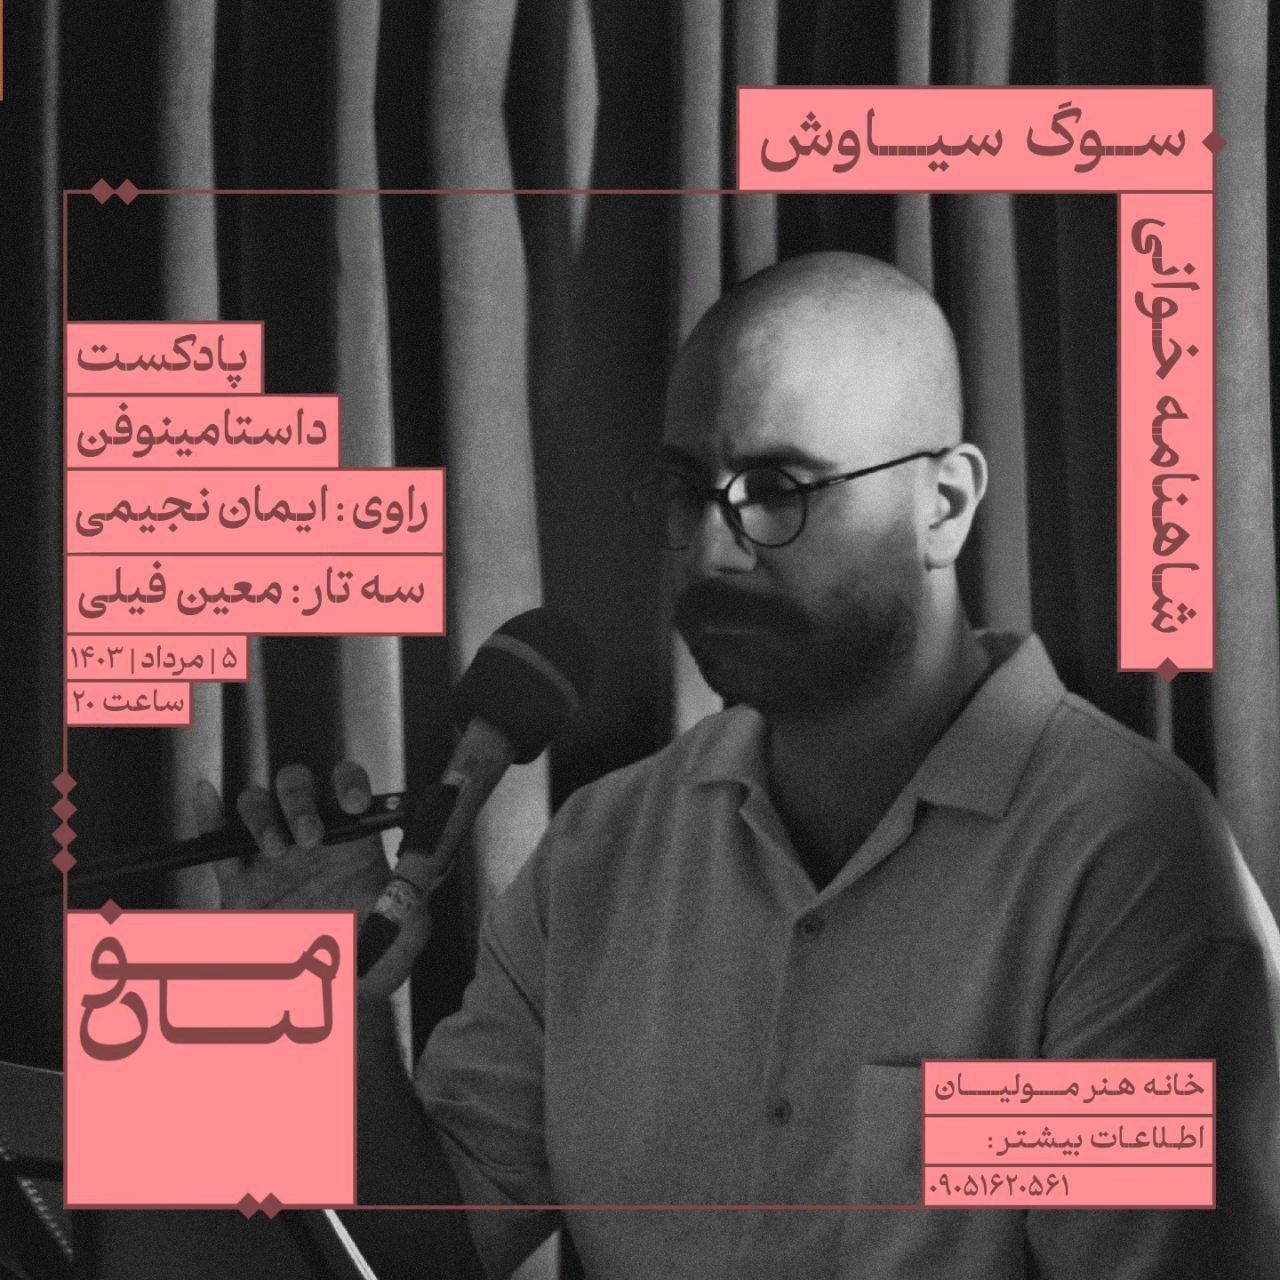 سوگ سیاوش
شاهنامه خوانی
پادکست
داستامینوفن
راوی: ایمان نجیمی
سه تار: معین فیلی
۵ | مرداد | ۱۴۰۳
ساعت ۲۰
مو
لیان
خانه هنر مولیان
اطلاعات بیشتر:
۰۹۰۵۱۶۲۰۵۶۱